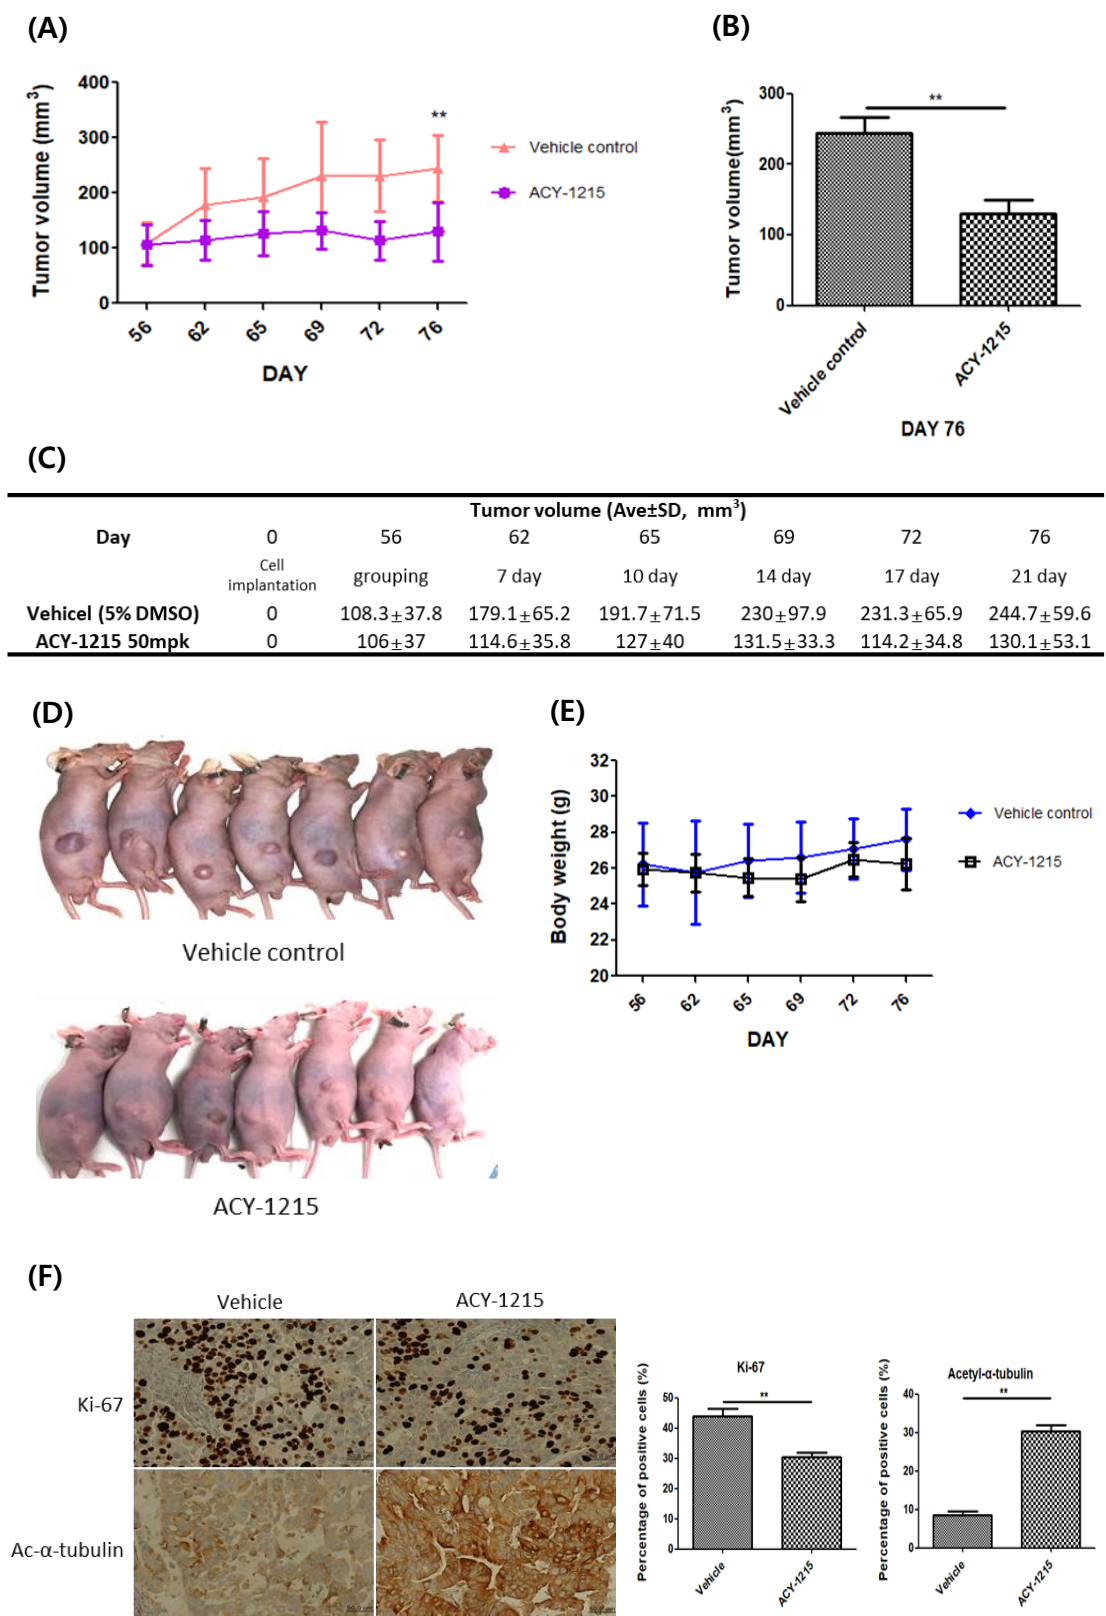 (A)
Tumor volume (mm³)
400
300
200
100
0
**
56 62 65 69 72 76
DAY
Vehicle control
ACY-1215
(B)
Tumor volume(mm³)
300
200
100
0
**
Vehicle control
ACY-1215
DAY 76
(C)
Tumor volume (Ave±SD, mm³)
Day 0 56 62 65 69 72 76
Cell implantation grouping 7 day 10 day 14 day 17 day 21 day
Vehicel (5% DMSO) 0 108.3±37.8 179.1±65.2 191.7±71.5 230±97.9 231.3±65.9 244.7±59.6
ACY-1215 50mpk 0 106±37 114.6±35.8 127±40 131.5±33.3 114.2±34.8 130.1±53.1
(D)
Vehicle control
ACY-1215
(E)
Body weight (g)
32
30
28
26
24
22
20
56 62 65 69 72 76
DAY
Vehicle control
ACY-1215
(F)
Vehicle ACY-1215
Ki-67
Ac-α-tubulin
Ki-67
Percentage of positive cells (%)
50
40
30
20
10
0
**
Vehicle
ACY-1215
Acetyl-α-tubulin
Percentage of positive cells (%)
40
30
20
10
0
**
Vehicle
ACY-1215